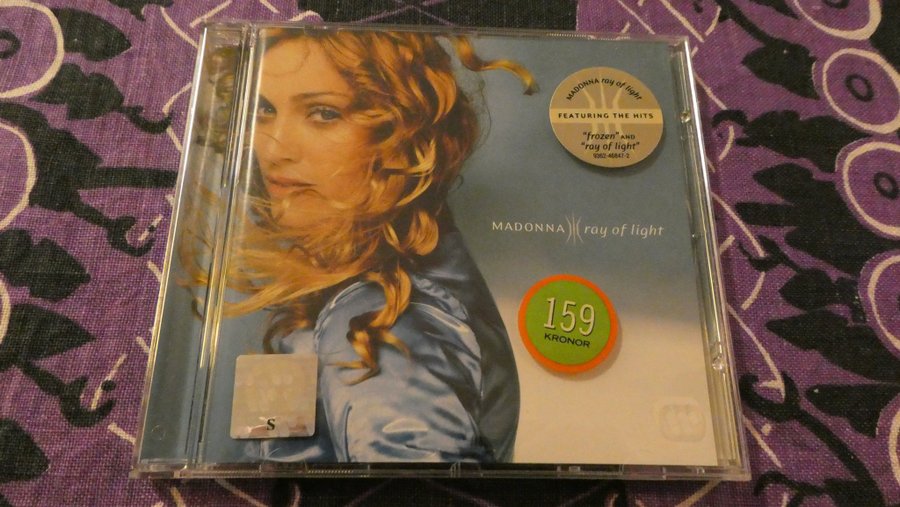 MADONNA ray of light
FEATURING THE HITS
"frozen" AND
"ray of light"
9362-46847-2
MADONNA ray of light
159
KRONOR
S